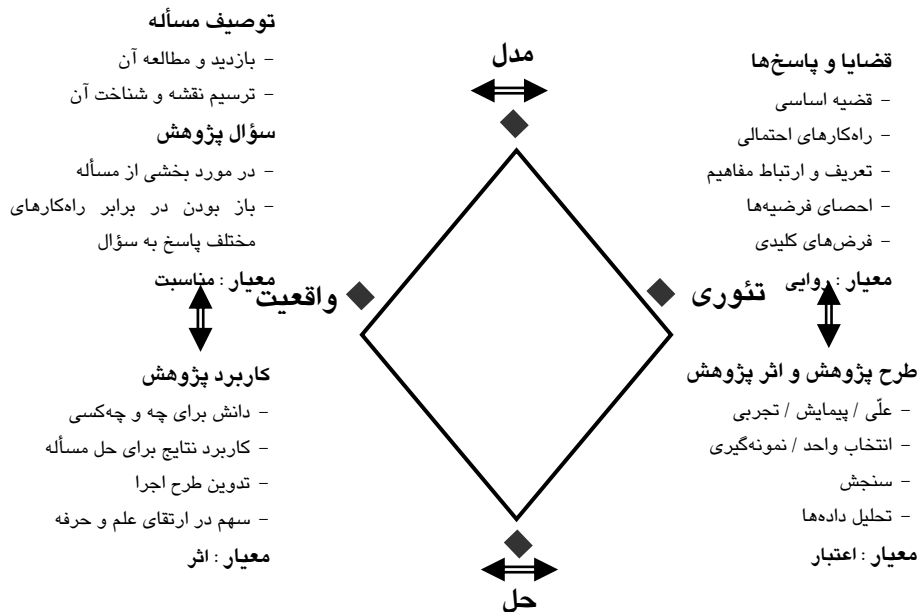 مدل
قضایا و پاسخ‌ها
- قضیه اساسی
- راه‌کارهای احتمالی
- تعریف و ارتباط مفاهیم
- احصای فرضیه‌ها
- فرض‌های کلیدی
معیار : روایی
توصیف مسأله
- بازدید و مطالعه آن
- ترسیم نقشه و شناخت آن
سؤال پژوهش
- در مورد بخشی از مسأله
- باز بودن در برابر راه‌کارهای
مختلف پاسخ به سؤال
معیار : مناسبت
تئوری
واقعیت
طرح پژوهش و اثر پژوهش
- علّی / پیمایش / تجربی
- انتخاب واحد / نمونه‌گیری
- سنجش
- تحلیل داده‌ها
معیار : اعتبار
کاربرد پژوهش
- دانش برای چه و چه‌کسی
- کاربرد نتایج برای حل مسأله
- تدوین طرح اجرا
- سهم در ارتقای علم و حرفه
معیار : اثر
حل